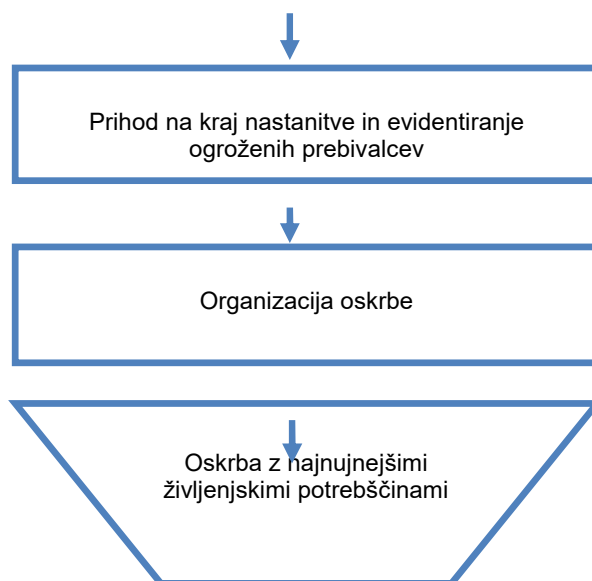 Prihod na kraj nastanitve in evidentiranje
ogroženih prebivalcev
Organizacija oskrbe
Oskrba z najnujnejšimi
življenjskimi potrebščinami